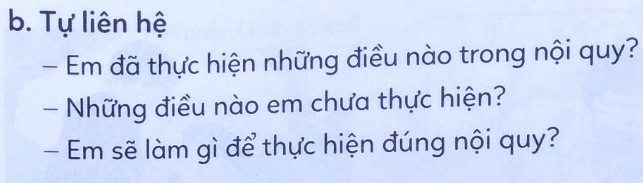 b. Tự liên hệ
– Em đã thực hiện những điều nào trong nội quy?
– Những điều nào em chưa thực hiện?
– Em sẽ làm gì để thực hiện đúng nội quy?